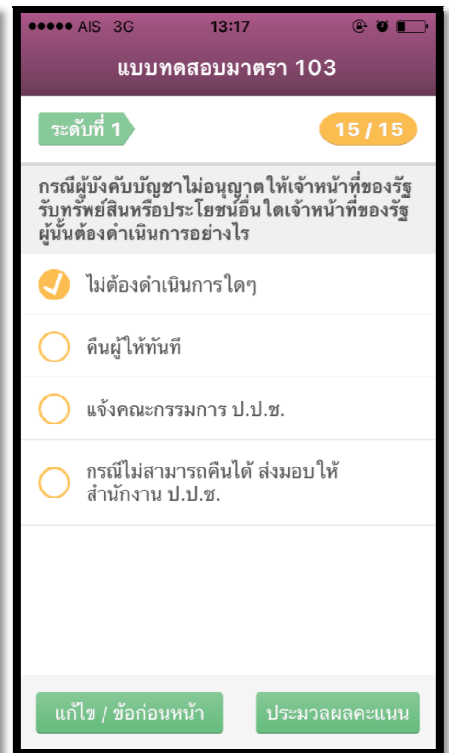 AIS 3G 13:17
แบบทดสอบมาตรา 103
ระดับที่ 1 15 / 15
กรณีผู้บังคับบัญชาไม่อนุญาตให้เจ้าหน้าที่ของรัฐ
รับทรัพย์สินหรือประโยชน์อื่นใดเจ้าหน้าที่ของรัฐ
ผู้นั้นต้องดำเนินการอย่างไร
ไม่ต้องดำเนินการใดๆ
คืนผู้ให้ทันที
แจ้งคณะกรรมการ ป.ป.ช.
กรณีไม่สามารถคืนได้ ส่งมอบให้
สำนักงาน ป.ป.ช.
แก้ไข / ข้อก่อนหน้า ประมวลผลคะแนน